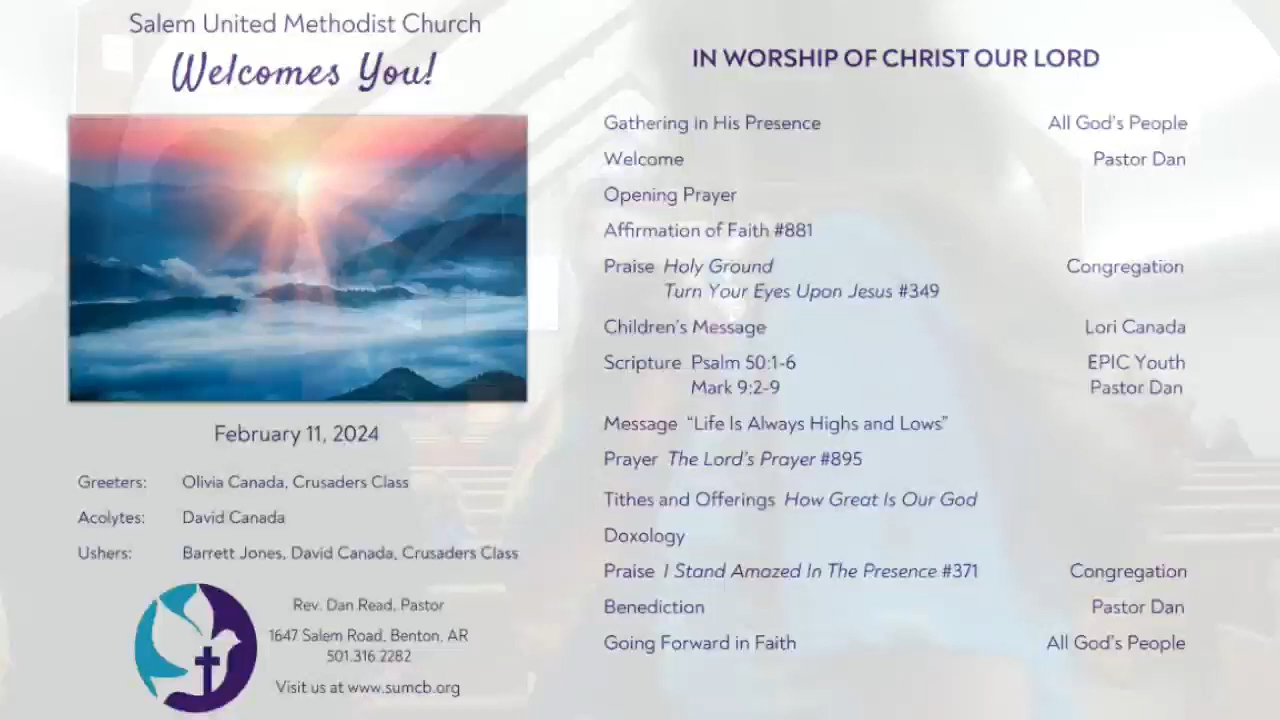 Salem United Methodist Church
Welcomes You!
February 11, 2024
Greeters: Olivia Canada, Crusaders Class
Acolytes: David Canada
Ushers: Barrett Jones, David Canada, Crusaders Class
Rev. Dan Read, Pastor
1647 Salem Road, Benton, AR
501.316.2282
Visit us at www.sumcb.org
IN WORSHIP OF CHRIST OUR LORD
Gathering in His Presence All God's People
Welcome Pastor Dan
Opening Prayer
Affirmation of Faith #881
Praise Holy Ground Congregation
Turn Your Eyes Upon Jesus #349
Children's Message Lori Canada
Scripture Psalm 50:1-6 EPIC Youth
Mark 9:2-9 Pastor Dan
Message “Life Is Always Highs and Lows”
Prayer The Lord's Prayer #895
Tithes and Offerings How Great Is Our God
Doxology
Praise I Stand Amazed In The Presence #371 Congregation
Benediction Pastor Dan
Going Forward in Faith All God's People